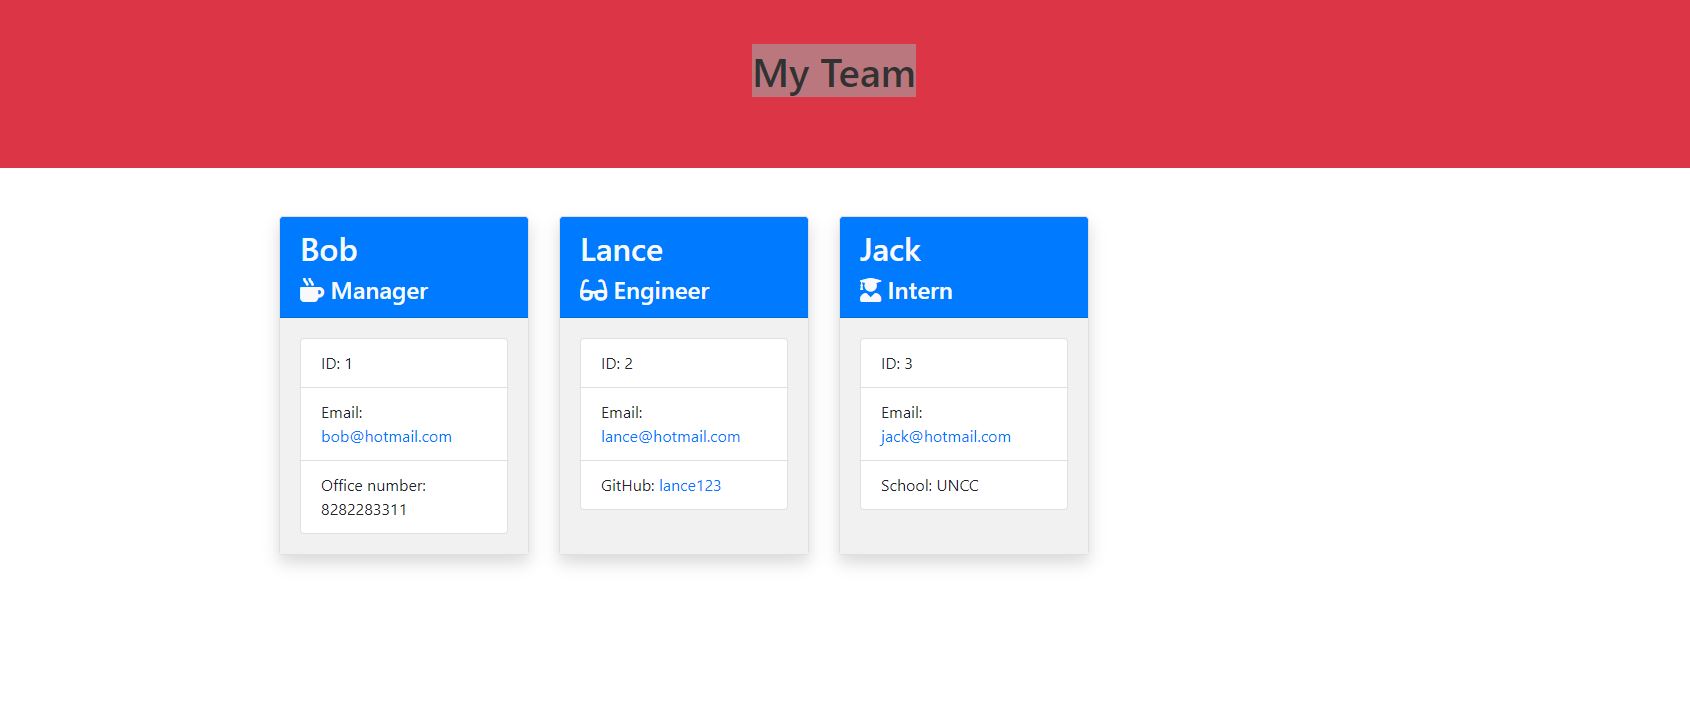 My Team
Bob
Manager
ID: 1
Email:
bob@hotmail.com
Office number:
8282283311
Lance
Engineer
ID: 2
Email:
lance@hotmail.com
GitHub: lance123
Jack
Intern
ID: 3
Email:
jack@hotmail.com
School: UNCC